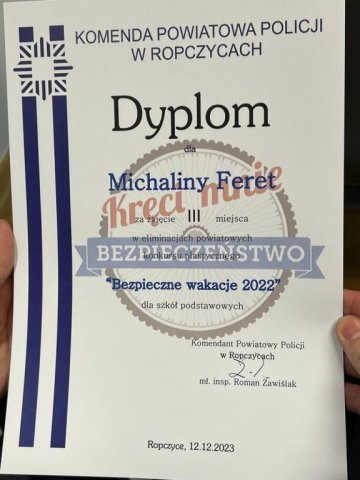 KOMENDA POWIATOWA POLICJI
W ROPCZYCACH
Dyplom
dla
Michaliny Feret
Kręci mnie
za zajęcie III miejsca
w eliminacjach powiatowych
BEZPIECZEŃSTWO
konkursu plastycznego
"Bezpieczne wakacje 2022"
dla szkół podstawowych
Komendant Powiatowy Policji
w Ropczycach
mł. insp. Roman Zawiślak
Ropczyce, 12.12.2023